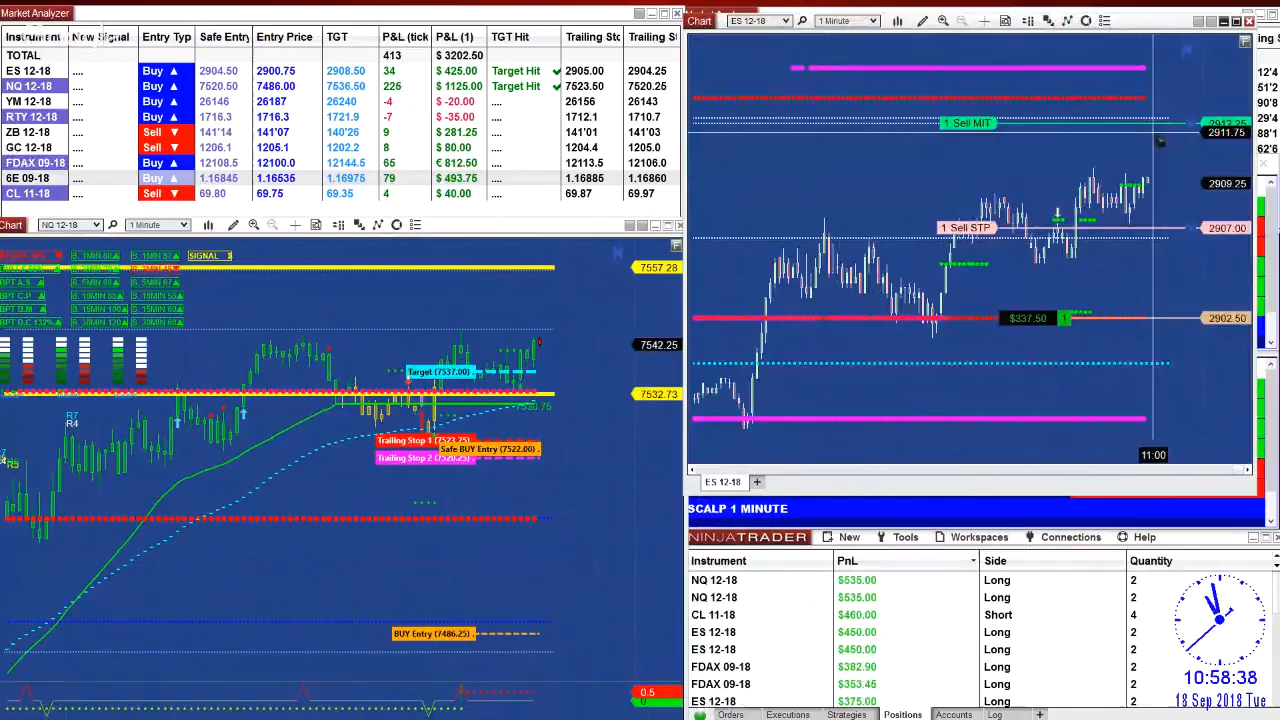 Market Analyzer
Instrument New Signal Entry Typ Safe Entry Entry Price TGT P&L (tick P&L (1) TGT Hit Trailing Sto Trailing S
TOTAL 413 $ 3202.50
ES 12-18 .... Buy ▲ 2904.50 2900.75 2908.50 34 $ 425.00 Target Hit 2905.00 2904.25
NQ 12-18 .... Buy ▲ 7520.50 7486.00 7536.50 225 $ 1125.00 Target Hit 7523.50 7520.25
YM 12-18 .... Buy ▲ 26146 26187 26240 -4 $ -20.00 .... 26156 26143
RTY 12-18 .... Buy ▲ 1716.3 1717.6 1721.9 -7 $ -35.00 .... 1712.1 1710.7
ZB 12-18 .... Sell ▼ 141'14 141'07 140'26 9 $ 281.25 .... 141'01 141'03
GC 12-18 .... Sell ▼ 1206.1 1205.1 1202.2 8 $ 80.00 .... 1204.4 1205.0
FDAX 09-18 .... Buy ▲ 12108.5 12100.0 12144.5 65 € 812.50 .... 12113.5 12106.0
6E 09-18 .... Buy ▲ 1.16845 1.16535 1.16975 79 $ 493.75 .... 1.16885 1.16860
CL 11-18 .... Sell ▼ 69.80 69.75 69.35 4 $ 40.00 .... 69.87 69.97
Chart NQ 12-18 1 Minute
SIGNAL
BPT A.S
BPT C.P
BPT B.M
BPT O.C 132%
7557.28
7542.25
Target (7537.00)
7532.73
7530.75
R7
R4
Trailing Stop 1 (7523.75)
Safe BUY Entry (7522.00)
Trailing Stop 2 (7520.25)
BUY Entry (7486.25)
0.5
0
Chart ES 12-18 1 Minute
F
1 Sell MIT 2912.25
2911.75
2909.25
1 Sell STP 2907.00
$337.50 1 2902.50
11:00
ES 12-18 +
SCALP 1 MINUTE
NINJATRADER New Tools Workspaces Connections Help
Instrument PnL Side Quantity
NQ 12-18 $535.00 Long 2
NQ 12-18 $535.00 Long 2
CL 11-18 $460.00 Short 4
ES 12-18 $450.00 Long 2
ES 12-18 $450.00 Long 2
FDAX 09-18 $382.90 Long 2
FDAX 09-18 $353.45 Long 2
ES 12-18 $375.00 Long 2
10:58:38
18 Sep 2018 Tue
Orders Executions Strategies Positions Accounts Log +